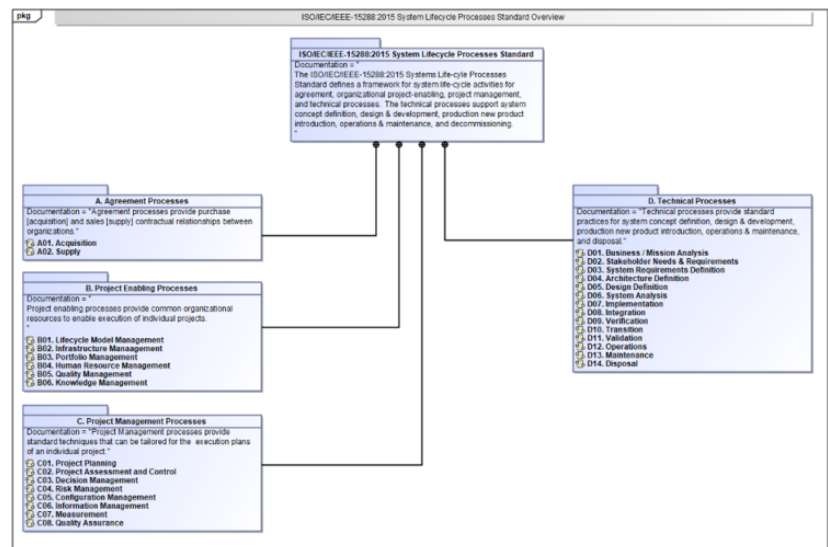 pkg
ISO/IEC/IEEE-15288:2015 System Lifecycle Processes Standard Overview
ISO/IEC/IEEE-15288:2015 System Lifecycle Processes Standard
Documentation = "
The ISO/IEC/IEEE-15288:2015 Systems Life-cyle Processes
Standard defines a framework for system life-cycle activities for
agreement, organizational project-enabling, project management,
and technical processes. The technical processes support system
concept definition, design & development, production new product
introduction, operations & maintenance, and decommissioning.
"
A. Agreement Processes
Documentation = "Agreement processes provide purchase
[acquisition] and sales [supply] contractual relationships between
organizations."
A01. Acquisition
A02. Supply
B. Project Enabling Processes
Documentation = "
Project enabling processes provide common organizational
resources to enable execution of individual projects.
"
B01. Lifecycle Model Management
B02. Infrastructure Manaagement
B03. Portfolio Management
B04. Human Resource Management
B05. Quality Management
B06. Knowledge Management
C. Project Management Processes
Documentation = "Project Management processes provide
standard techniques that can be tailored for the execution plans
of an individual project."
C01. Project Planning
C02. Project Assessment and Control
C03. Decision Management
C04. Risk Management
C05. Configuration Management
C06. Information Management
C07. Measurement
C08. Quality Assurance
D. Technical Processes
Documentation = "Technical processes provide standard
practices for system concept definition, design & development,
production new product introduction, operations & maintenance,
and disposal."
D01. Business / Mission Analysis
D02. Stakeholder Needs & Requirements
D03. System Requirements Definition
D04. Architecture Definition
D05. Design Definition
D06. System Analysis
D07. Implementation
D08. Integration
D09. Verification
D10. Transition
D11. Validation
D12. Operations
D13. Maintenance
D14. Disposal